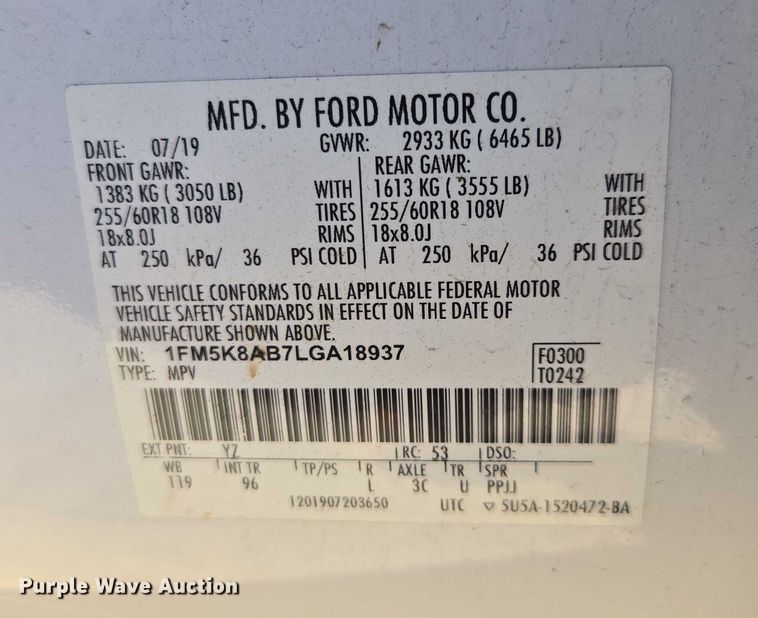 MFD. BY FORD MOTOR CO.
DATE: 07/19 GVWR: 2933 KG ( 6465 LB)
FRONT GAWR: REAR GAWR:
1383 KG ( 3050 LB) WITH 1613 KG ( 3555 LB) WITH
255/60R18 108V TIRES 255/60R18 108V TIRES
18x8.0J RIMS 18x8.0J RIMS
AT 250 kPa/ 36 PSI COLD AT 250 kPa/ 36 PSI COLD
THIS VEHICLE CONFORMS TO ALL APPLICABLE FEDERAL MOTOR
VEHICLE SAFETY STANDARDS IN EFFECT ON THE DATE OF
MANUFACTURE SHOWN ABOVE.
VIN: 1FM5K8AB7LGA18937 F0300
TYPE: MPV T0242
EXT PNT: YZ RC: 53 DSO:
WB INT TR TP/PS R AXLE TR SPR
119 96 L 3C U PPJJ
1201907203650 UTC ▽ 5U5A-1520472-BA
Purple Wave Auction